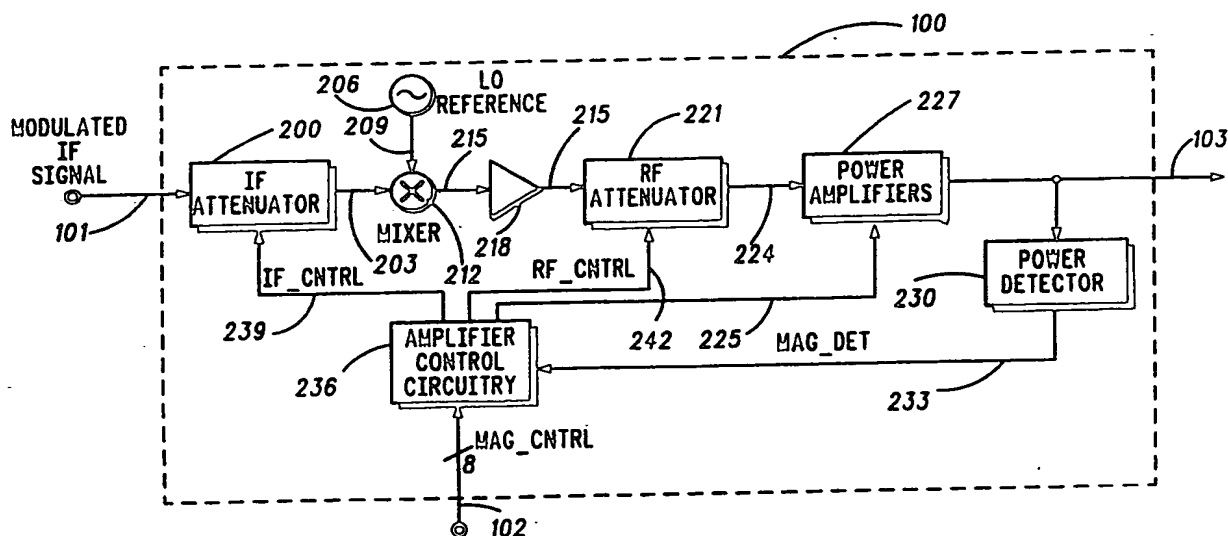 100
206
LO
REFERENCE
209
215
215
221
227
103
MODULATED
IF
SIGNAL
200
IF
ATTENUATOR
RF
ATTENUATOR
POWER
AMPLIFIERS
101
203
MIXER
212
218
224
IF_CNTRL
RF_CNTRL
230
POWER
DETECTOR
239
236
AMPLIFIER
CONTROL
CIRCUITRY
242
225
MAG_DET
233
MAG_CNTRL
8
102